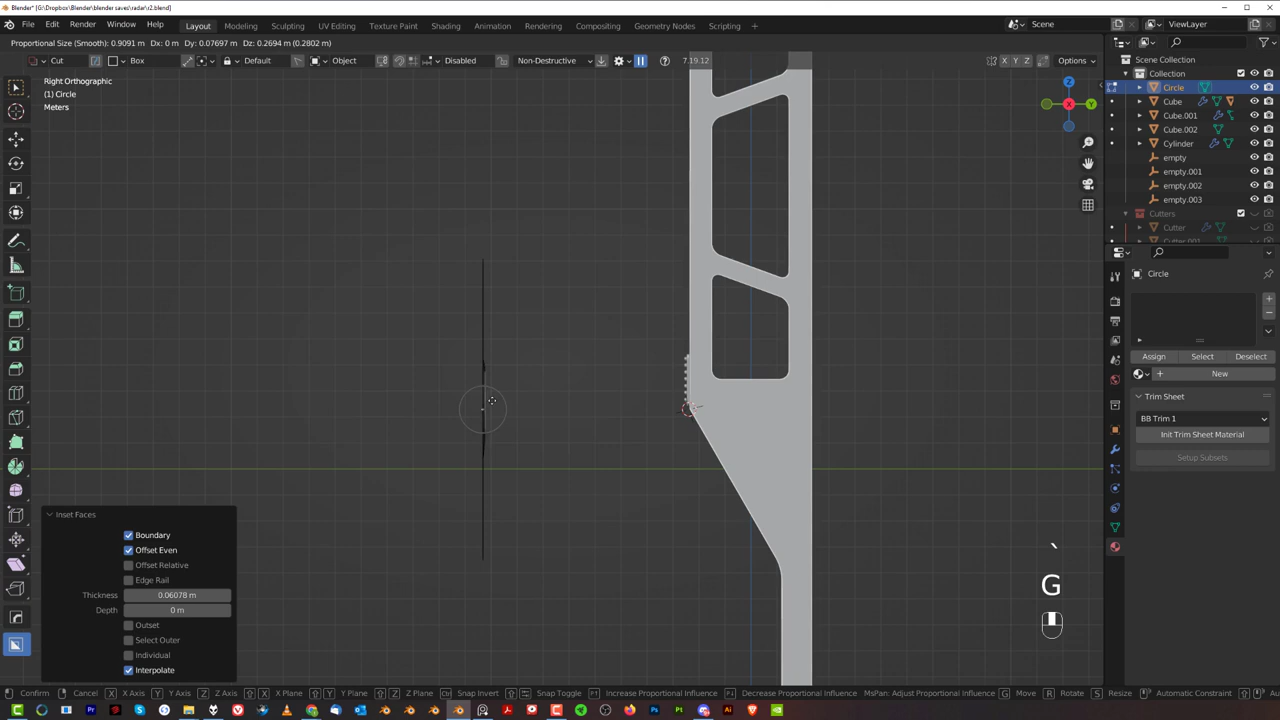 Blender* [G:\Dropbox\Blender\blender saves\radar\r2.blend]
File Edit Render Window Help Layout Modeling Sculpting UV Editing Texture Paint Shading Animation Rendering Compositing Geometry Nodes Scripting + Scene ViewLayer
Proportional Size (Smooth): 0.9091 m Dx: 0 m Dy: 0.07697 m Dz: 0.2694 m (0.2802 m)
Cut Box Default Object Disabled Non-Destructive 7.19.12 X Y Z Options
Right Orthographic
(1) Circle
Meters
Scene Collection
Collection
Circle
Cube
Cube.001
Cube.002
Cylinder
empty
empty.001
empty.002
empty.003
Cutters
Cutter
Cutter.001
Circle
Assign Select Deselect
New
Trim Sheet
BB Trim 1
Init Trim Sheet Material
Setup Subsets
Z
Y
X
Inset Faces
Boundary
Offset Even
Offset Relative
Edge Rail
Thickness 0.06078 m
Depth 0 m
Outset
Select Outer
Individual
Interpolate
`
G
Confirm Cancel X X Axis Y Y Axis Z Z Axis X X Plane Y Y Plane Z Z Plane Snap Invert Snap Toggle Increase Proportional Influence Decrease Proportional Influence MsPan: Adjust Proportional Influence G Move R Rotate S Resize Automatic Constraint